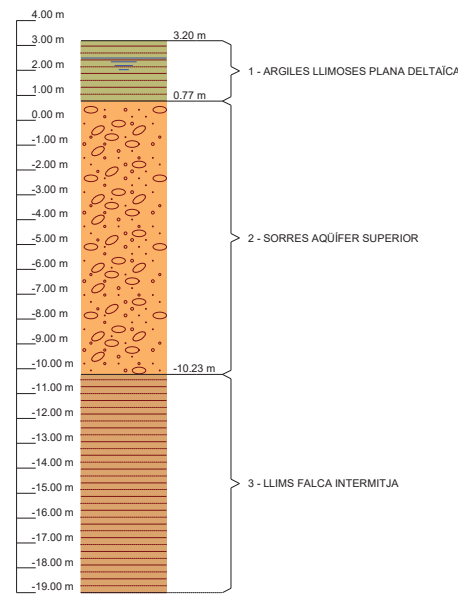 4.00 m
3.00 m
3.20 m
2.00 m
1 - ARGILES LLIMOSES PLANA DELTAÏCA
1.00 m
0.77 m
0.00 m
-1.00 m
-2.00 m
-3.00 m
-4.00 m
-5.00 m
2 - SORRES AQÜÍFER SUPERIOR
-6.00 m
-7.00 m
-8.00 m
-9.00 m
-10.00 m
-10.23 m
-11.00 m
-12.00 m
-13.00 m
-14.00 m
3 - LLIMS FALCA INTERMITJA
-15.00 m
-16.00 m
-17.00 m
-18.00 m
-19.00 m